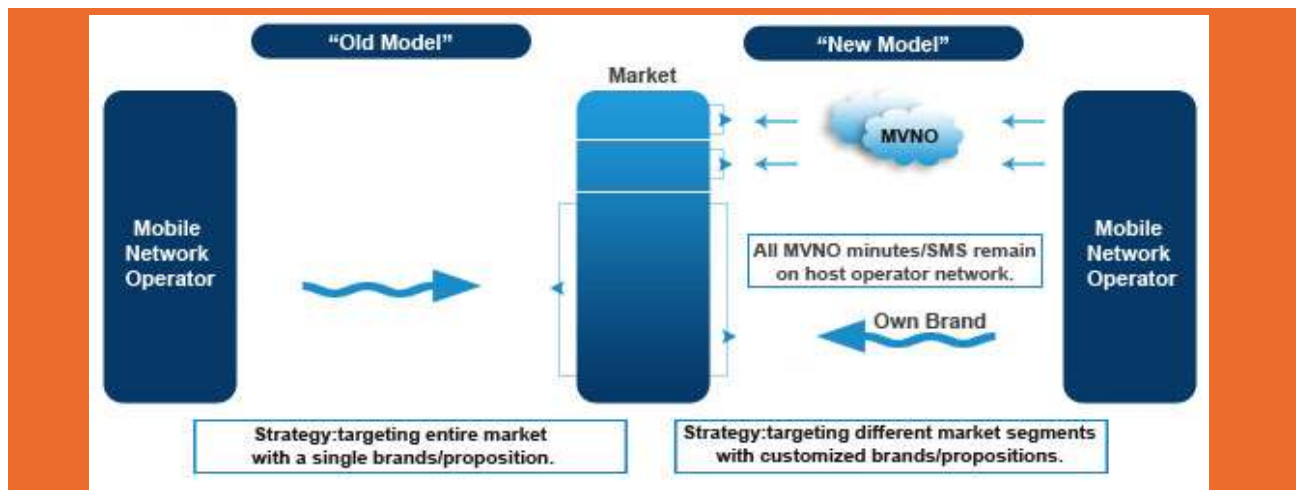 “Old Model”
“New Model”
Market
Mobile
Network
Operator
MVNO
Mobile
Network
Operator
All MVNO minutes/SMS remain
on host operator network.
Own Brand
Strategy:targeting entire market
with a single brands/proposition.
Strategy:targeting different market segments
with customized brands/propositions.